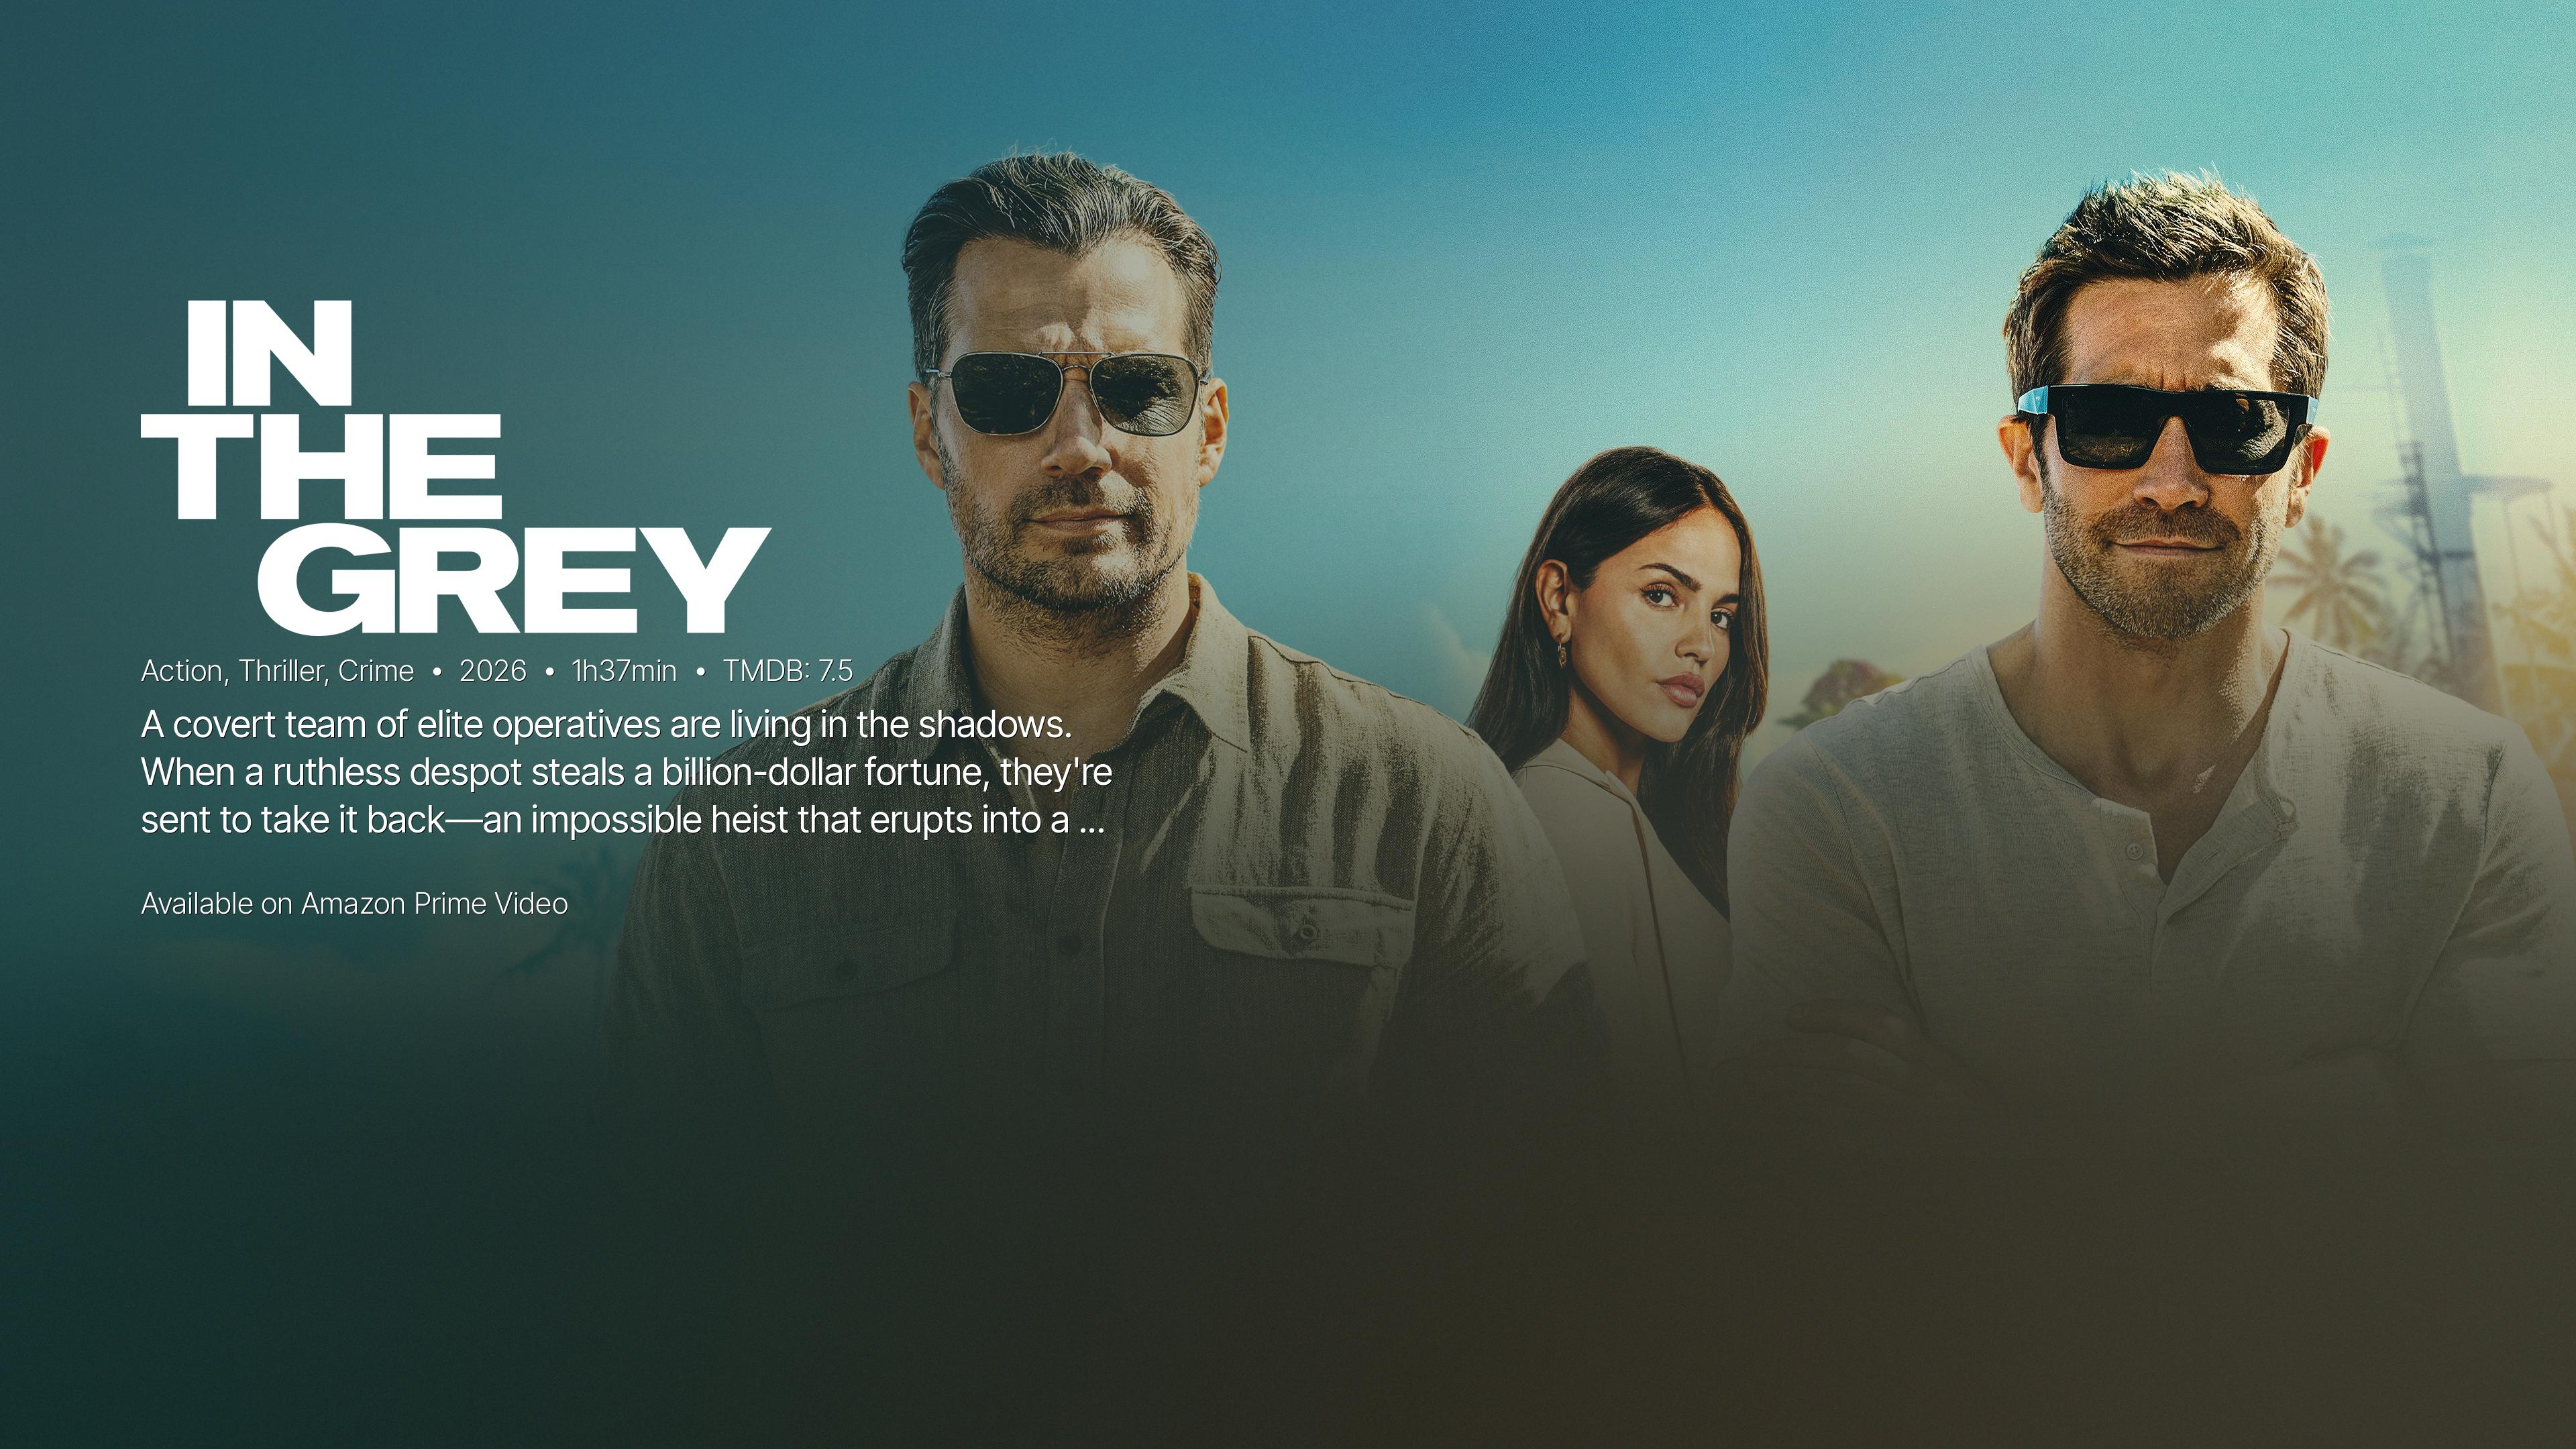 IN
THE
GREY
Action, Thriller, Crime • 2026 • 1h37min • TMDB: 7.5
A covert team of elite operatives are living in the shadows.
When a ruthless despot steals a billion-dollar fortune, they're
sent to take it back—an impossible heist that erupts into a ...
Available on Amazon Prime Video